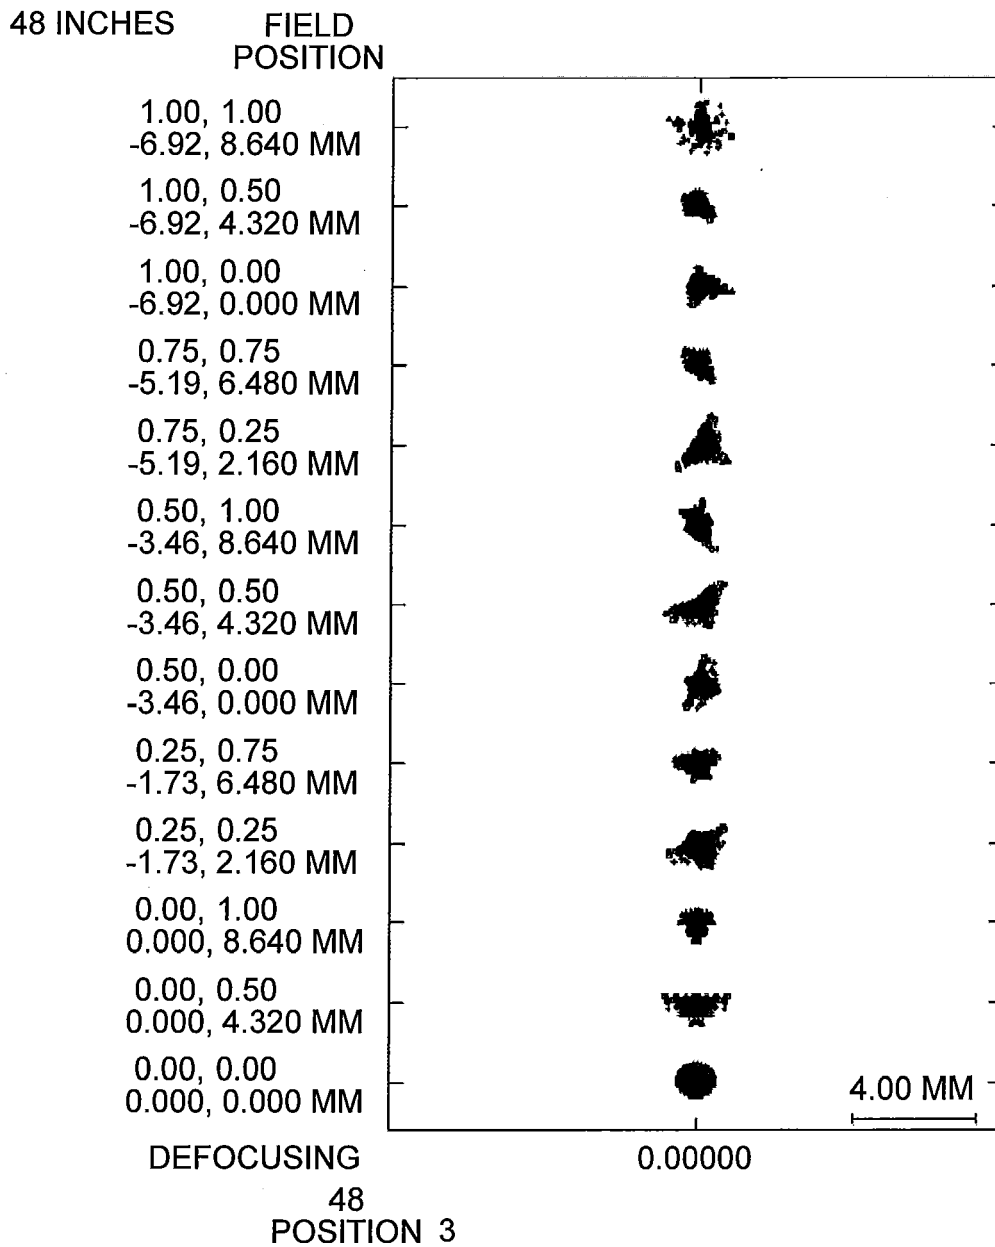 48 INCHES
FIELD
POSITION
1.00, 1.00
-6.92, 8.640 MM
1.00, 0.50
-6.92, 4.320 MM
1.00, 0.00
-6.92, 0.000 MM
0.75, 0.75
-5.19, 6.480 MM
0.75, 0.25
-5.19, 2.160 MM
0.50, 1.00
-3.46, 8.640 MM
0.50, 0.50
-3.46, 4.320 MM
0.50, 0.00
-3.46, 0.000 MM
0.25, 0.75
-1.73, 6.480 MM
0.25, 0.25
-1.73, 2.160 MM
0.00, 1.00
0.000, 8.640 MM
0.00, 0.50
0.000, 4.320 MM
0.00, 0.00
0.000, 0.000 MM
4.00 MM
DEFOCUSING 0.00000
48
POSITION 3